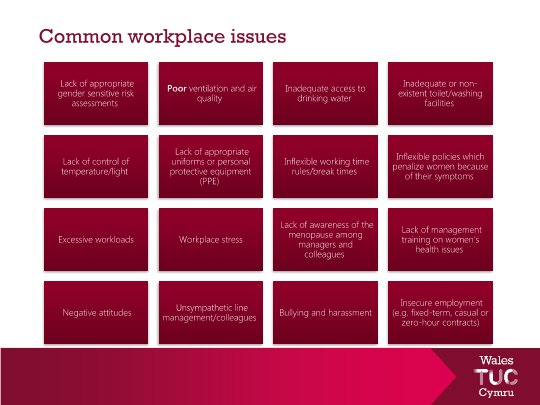 Common workplace issues
Lack of appropriate
gender sensitive risk
assessments
Poor ventilation and air
quality
Inadequate access to
drinking water
Inadequate or non-
existent toilet/washing
facilities
Lack of control of
temperature/light
Lack of appropriate
uniforms or personal
protective equipment
(PPE)
Inflexible working time
rules/break times
Inflexible policies which
penalize women because
of their symptoms
Excessive workloads
Workplace stress
Lack of awareness of the
menopause among
managers and
colleagues
Lack of management
training on women's
health issues
Negative attitudes
Unsympathetic line
management/colleagues
Bullying and harassment
Insecure employment
(e.g. fixed-term, casual or
zero-hour contracts)
Wales
TUC
Cymru